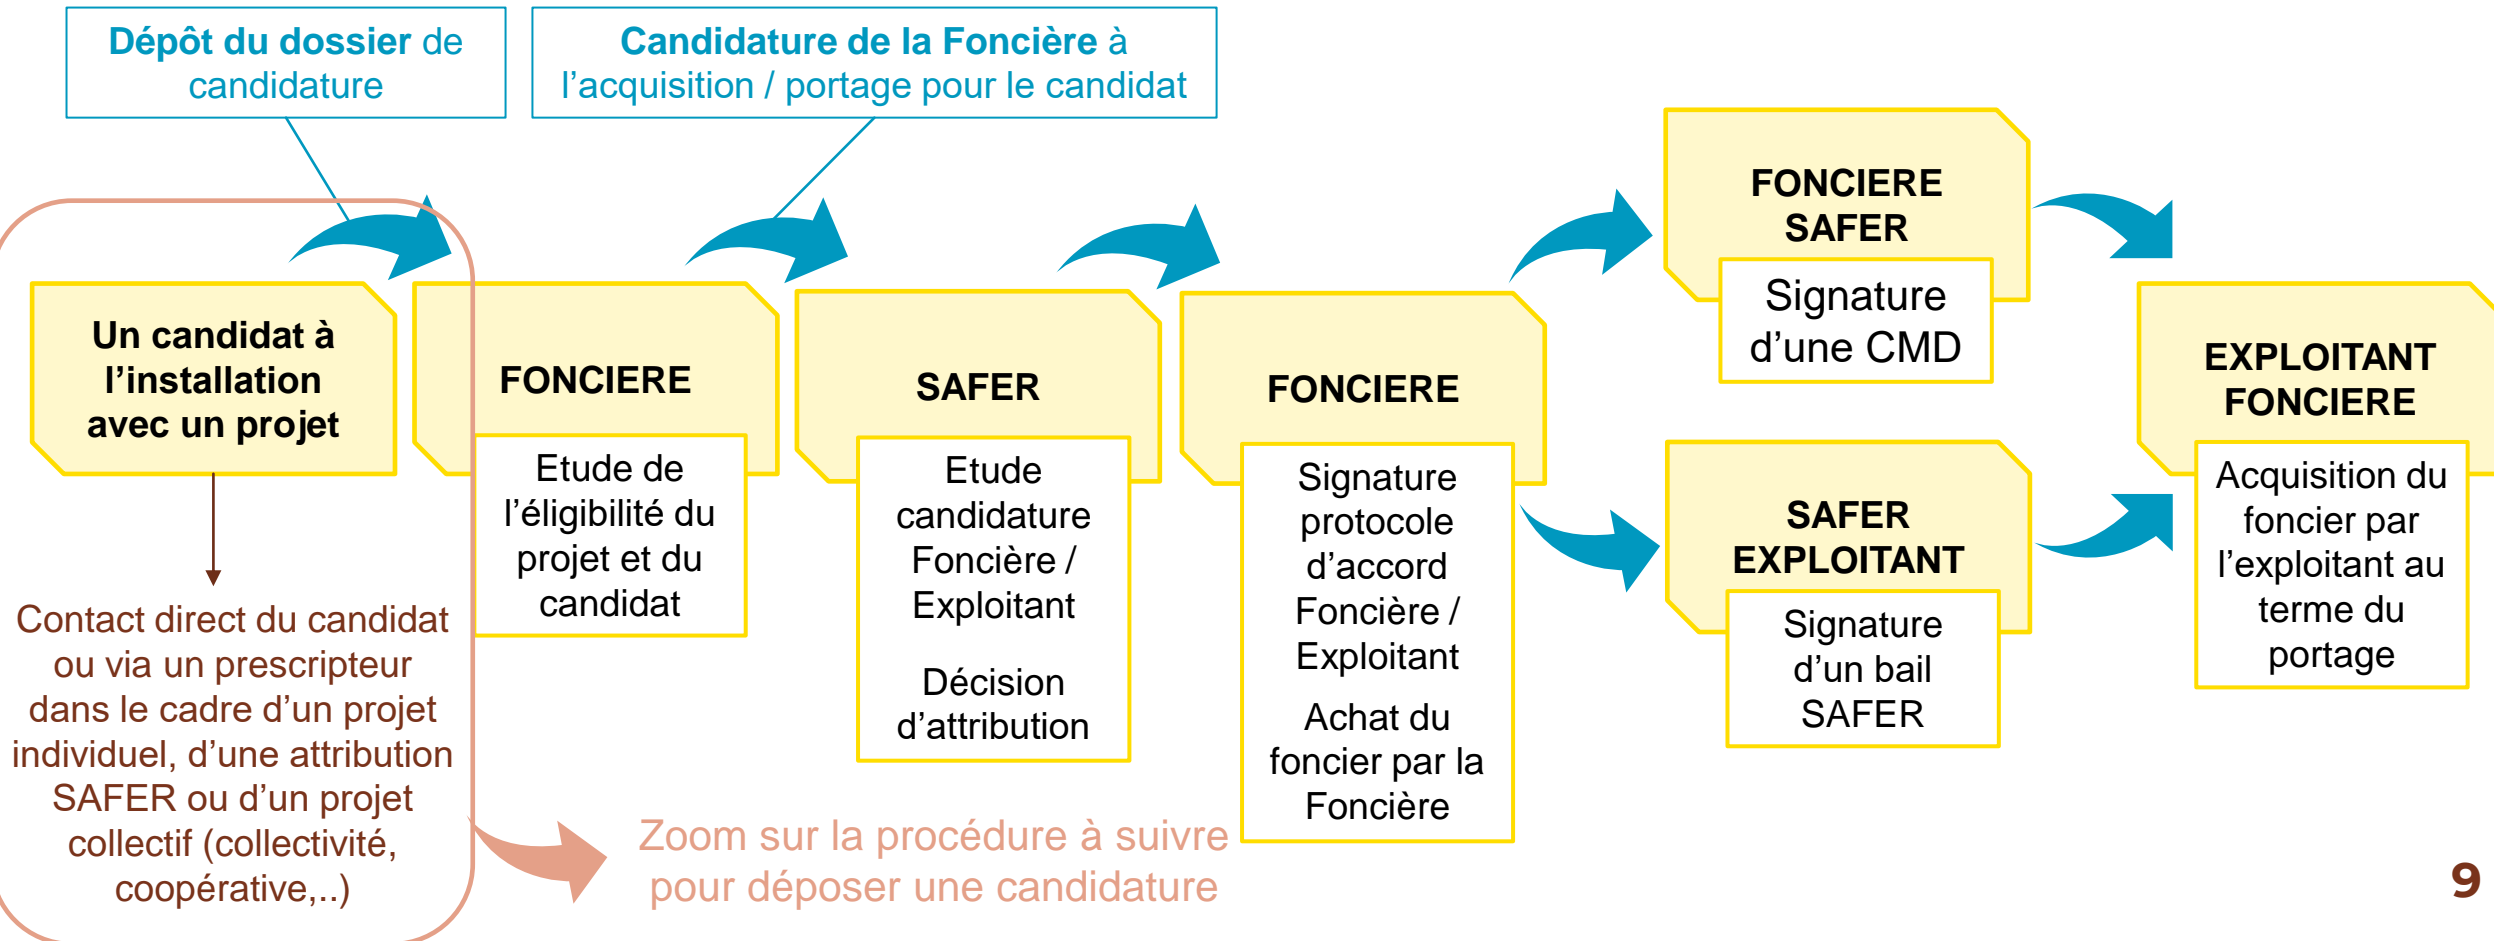 Dépôt du dossier de
candidature
Candidature de la Foncière à
l’acquisition / portage pour le candidat
Un candidat à
l’installation
avec un projet
Contact direct du candidat
ou via un prescripteur
dans le cadre d’un projet
individuel, d’une attribution
SAFER ou d’un projet
collectif (collectivité,
coopérative,..)
FONCIERE
Etude de
l’éligibilité du
projet et du
candidat
SAFER
Etude
candidature
Foncière /
Exploitant
Décision
d’attribution
FONCIERE
Signature
protocole
d’accord
Foncière /
Exploitant
Achat du
foncier par la
Foncière
FONCIERE
SAFER
Signature
d’une CMD
SAFER
EXPLOITANT
Signature
d’un bail
SAFER
EXPLOITANT
FONCIERE
Acquisition du
foncier par
l’exploitant au
terme du
portage
Zoom sur la procédure à suivre
pour déposer une candidature
9